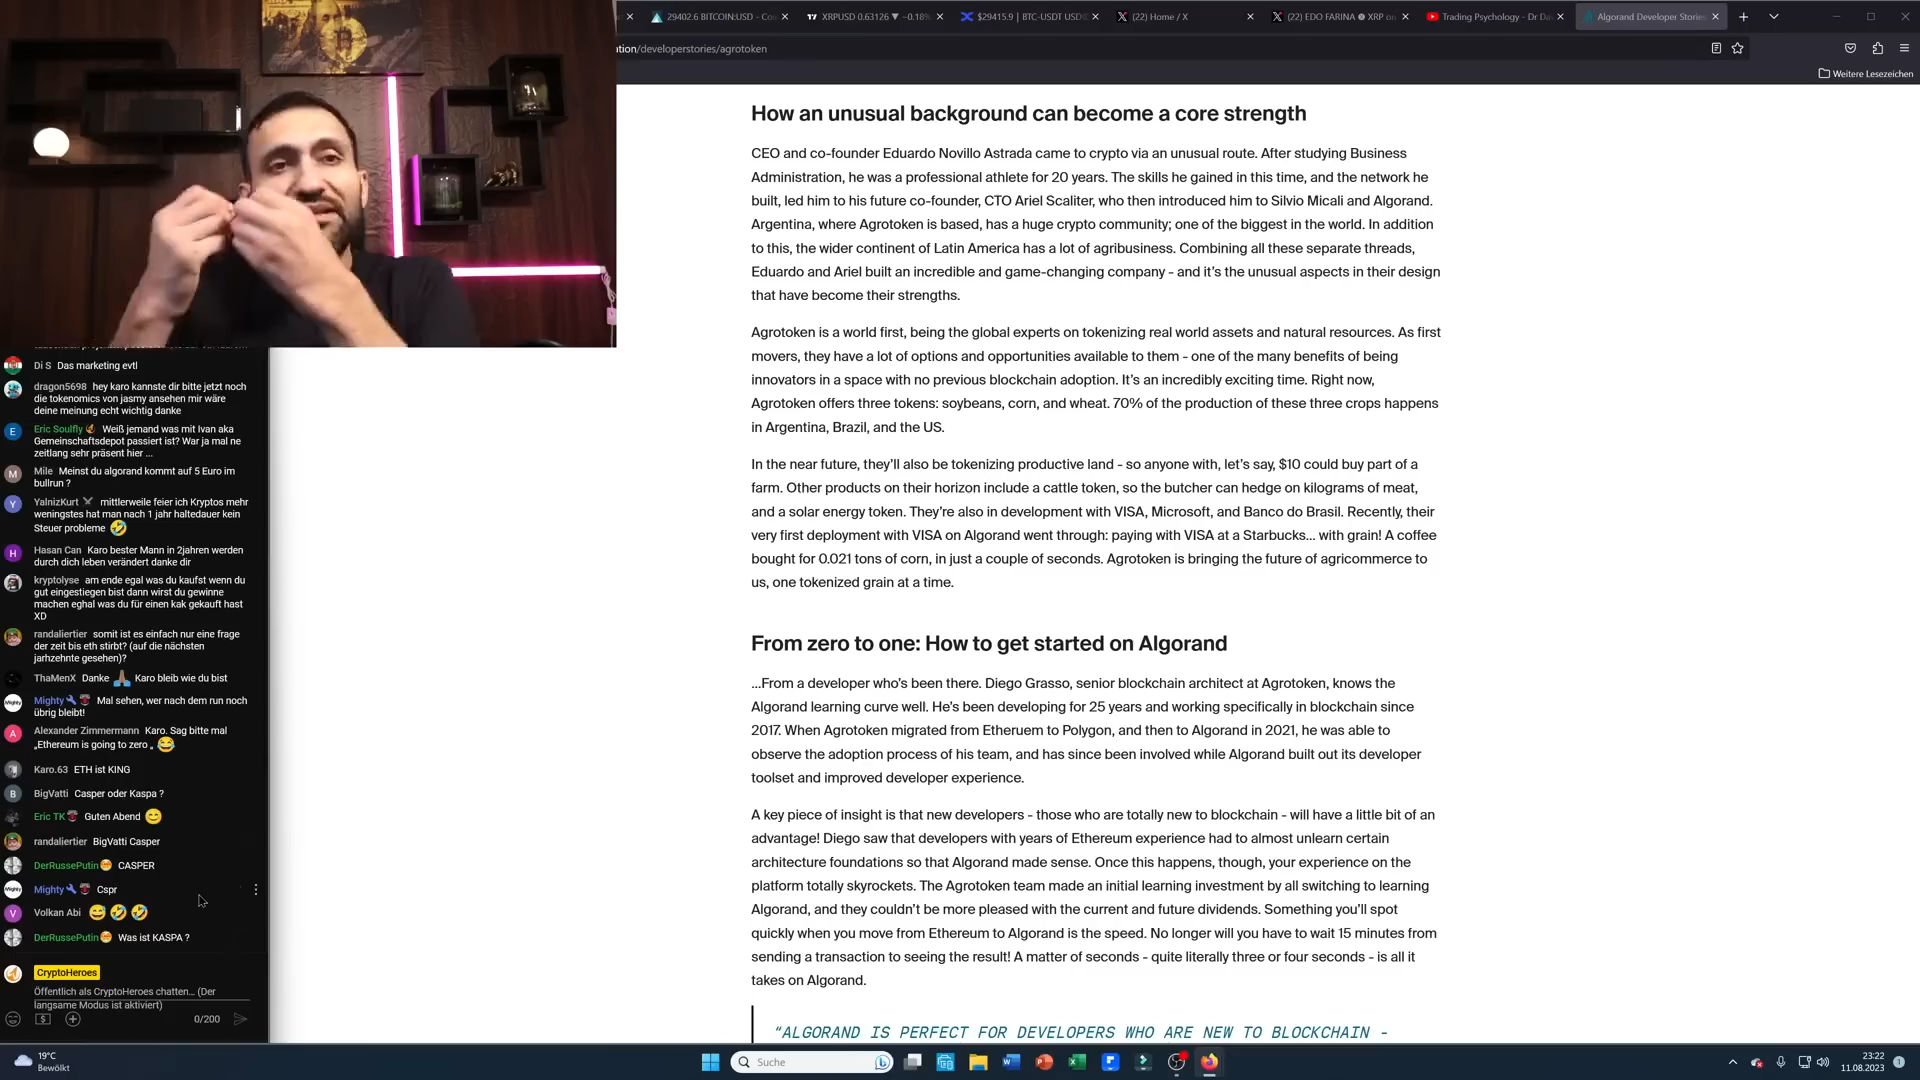 29402.6 BITCOIN:USD - Co
XRPUSD 0.63126 ▼ −0.18%
$29415.9 | BTC-USDT USD
(22) Home / X
(22) EDO FARINA XRP on
Trading Psychology - Dr Da
Algorand Developer Stories
ation/developerstories/agrotoken
Weitere Lesezeichen
Di S Das marketing evtl
dragon5698 hey karo kannste dir bitte jetzt noch
die tokenomics von jasmy ansehen mir wäre
deine meinung echt wichtig danke
Eric Soulfly Weiß jemand was mit Ivan aka
Gemeinschaftsdepot passiert ist? War ja mal ne
zeitlang sehr präsent hier ...
Mile Meinst du algorand kommt auf 5 Euro im
bullrun ?
YalnizKurt mittlerweile feier ich Kryptos mehr
weningstes hat man nach 1 jahr haltedauer kein
Steuer probleme 🤣
Hasan Can Karo bester Mann in 2jahren werden
durch dich leben verändert danke dir
kryptolyse am ende egal was du kaufst wenn du
gut eingestiegen bist dann wirst du gewinne
machen eghal was du für einen kak gekauft hast
XD
randaliertier somit ist es einfach nur eine frage
der zeit bis eth stirbt? (auf die nächsten
jarhzehnte gesehen)?
ThaMenX Danke 🙏🏾 Karo bleib wie du bist
Mighty Mal sehen, wer nach dem run noch
übrig bleibt!
Alexander Zimmermann Karo. Sag bitte mal
„Ethereum is going to zero „ 😂
Karo.63 ETH ist KING
BigVatti Casper oder Kaspa ?
Eric TK Guten Abend 😊
randaliertier BigVatti Casper
DerRussePutin CASPER
Mighty Cspr
Volkan Abi 😅🤣🤣
DerRussePutin Was ist KASPA ?
CryptoHeroes
Öffentlich als CryptoHeroes chatten... (Der
langsame Modus ist aktiviert)
0/200
How an unusual background can become a core strength
CEO and co-founder Eduardo Novillo Astrada came to crypto via an unusual route. After studying Business
Administration, he was a professional athlete for 20 years. The skills he gained in this time, and the network he
built, led him to his future co-founder, CTO Ariel Scaliter, who then introduced him to Silvio Micali and Algorand.
Argentina, where Agrotoken is based, has a huge crypto community; one of the biggest in the world. In addition
to this, the wider continent of Latin America has a lot of agribusiness. Combining all these separate threads,
Eduardo and Ariel built an incredible and game-changing company - and it's the unusual aspects in their design
that have become their strengths.
Agrotoken is a world first, being the global experts on tokenizing real world assets and natural resources. As first
movers, they have a lot of options and opportunities available to them - one of the many benefits of being
innovators in a space with no previous blockchain adoption. It's an incredibly exciting time. Right now,
Agrotoken offers three tokens: soybeans, corn, and wheat. 70% of the production of these three crops happens
in Argentina, Brazil, and the US.
In the near future, they'll also be tokenizing productive land - so anyone with, let's say, $10 could buy part of a
farm. Other products on their horizon include a cattle token, so the butcher can hedge on kilograms of meat,
and a solar energy token. They're also in development with VISA, Microsoft, and Banco do Brasil. Recently, their
very first deployment with VISA on Algorand went through: paying with VISA at a Starbucks... with grain! A coffee
bought for 0.021 tons of corn, in just a couple of seconds. Agrotoken is bringing the future of agricommerce to
us, one tokenized grain at a time.
From zero to one: How to get started on Algorand
...From a developer who's been there. Diego Grasso, senior blockchain architect at Agrotoken, knows the
Algorand learning curve well. He's been developing for 25 years and working specifically in blockchain since
2017. When Agrotoken migrated from Etheruem to Polygon, and then to Algorand in 2021, he was able to
observe the adoption process of his team, and has since been involved while Algorand built out its developer
toolset and improved developer experience.
A key piece of insight is that new developers - those who are totally new to blockchain - will have a little bit of an
advantage! Diego saw that developers with years of Ethereum experience had to almost unlearn certain
architecture foundations so that Algorand made sense. Once this happens, though, your experience on the
platform totally skyrockets. The Agrotoken team made an initial learning investment by all switching to learning
Algorand, and they couldn't be more pleased with the current and future dividends. Something you'll spot
quickly when you move from Ethereum to Algorand is the speed. No longer will you have to wait 15 minutes from
sending a transaction to seeing the result! A matter of seconds - quite literally three or four seconds - is all it
takes on Algorand.
“ALGORAND IS PERFECT FOR DEVELOPERS WHO ARE NEW TO BLOCKCHAIN -
19°C
Bewölkt
Suche
23:22
11.08.2023